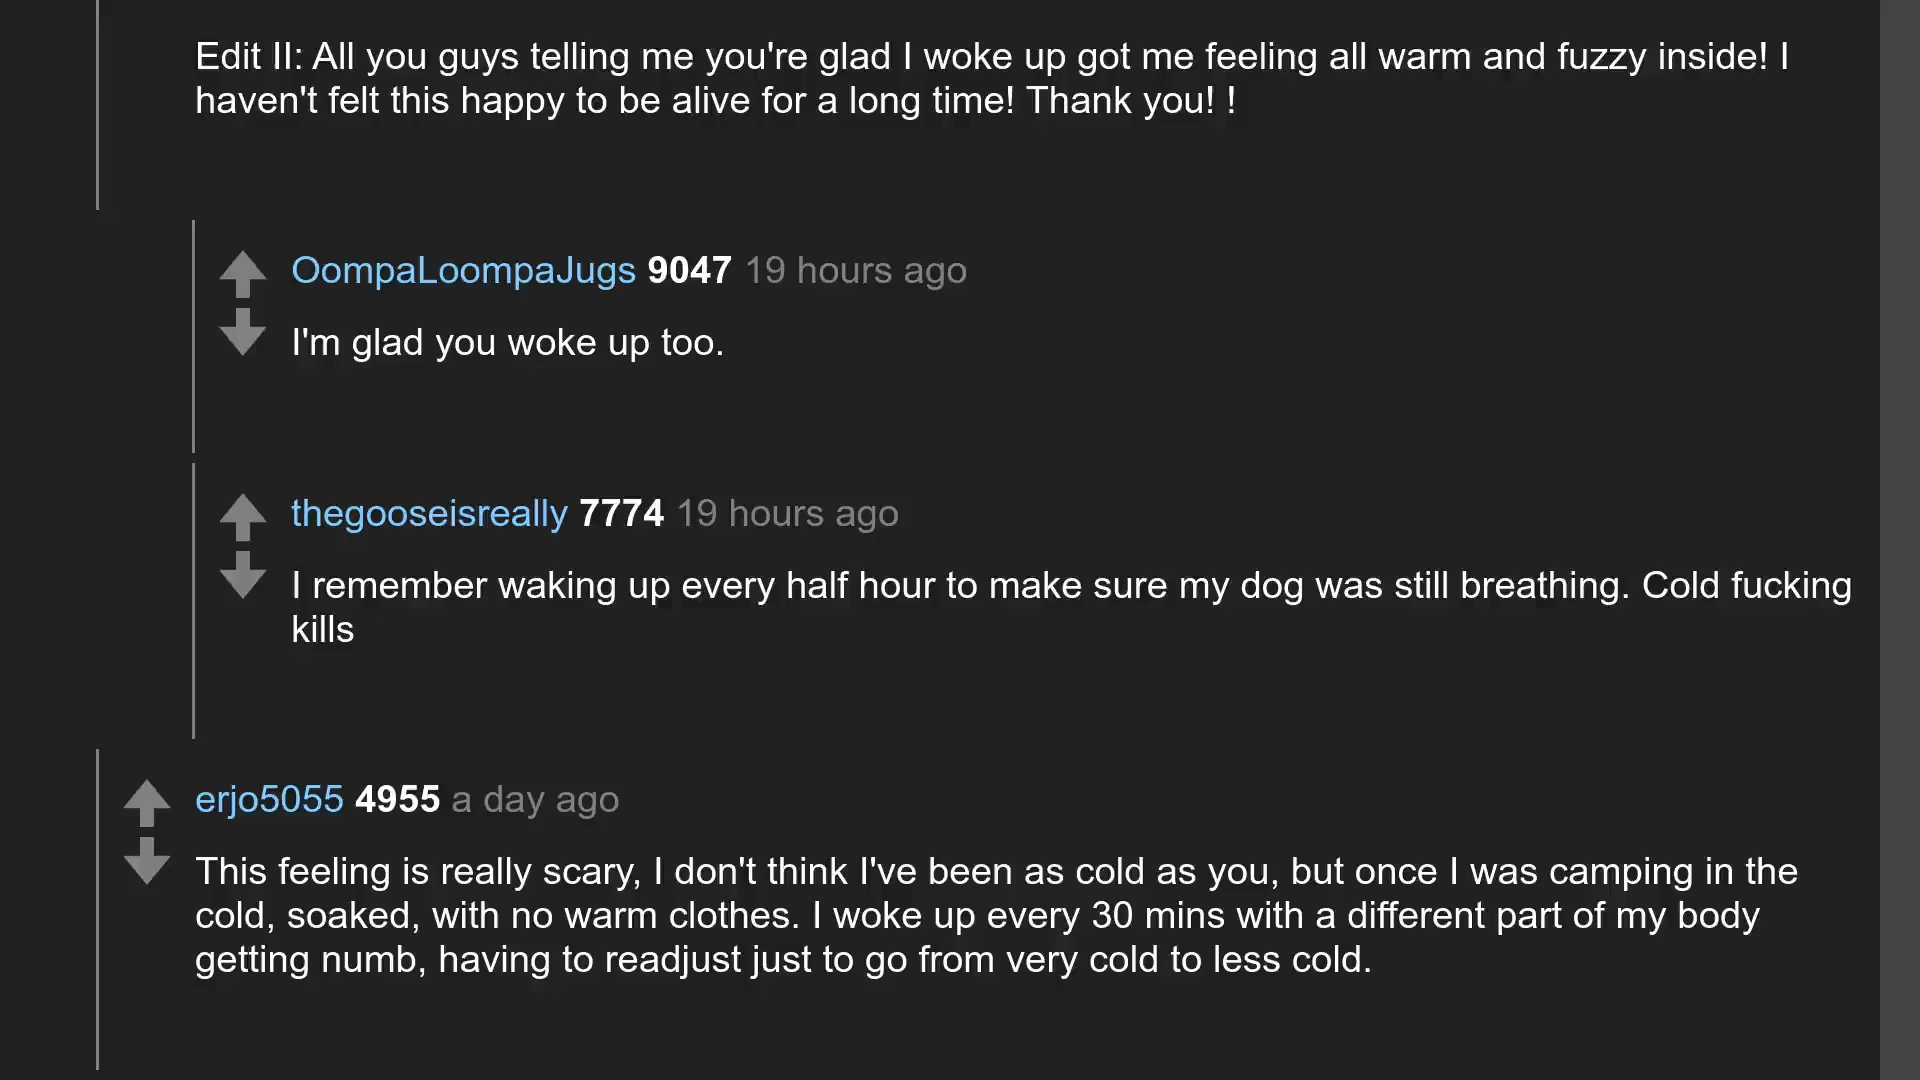 Edit II: All you guys telling me you're glad I woke up got me feeling all warm and fuzzy inside! I
haven't felt this happy to be alive for a long time! Thank you! !
OompaLoompaJugs 9047 19 hours ago
I'm glad you woke up too.
thegooseisreally 7774 19 hours ago
I remember waking up every half hour to make sure my dog was still breathing. Cold fucking
kills
erjo5055 4955 a day ago
This feeling is really scary, I don't think I've been as cold as you, but once I was camping in the
cold, soaked, with no warm clothes. I woke up every 30 mins with a different part of my body
getting numb, having to readjust just to go from very cold to less cold.